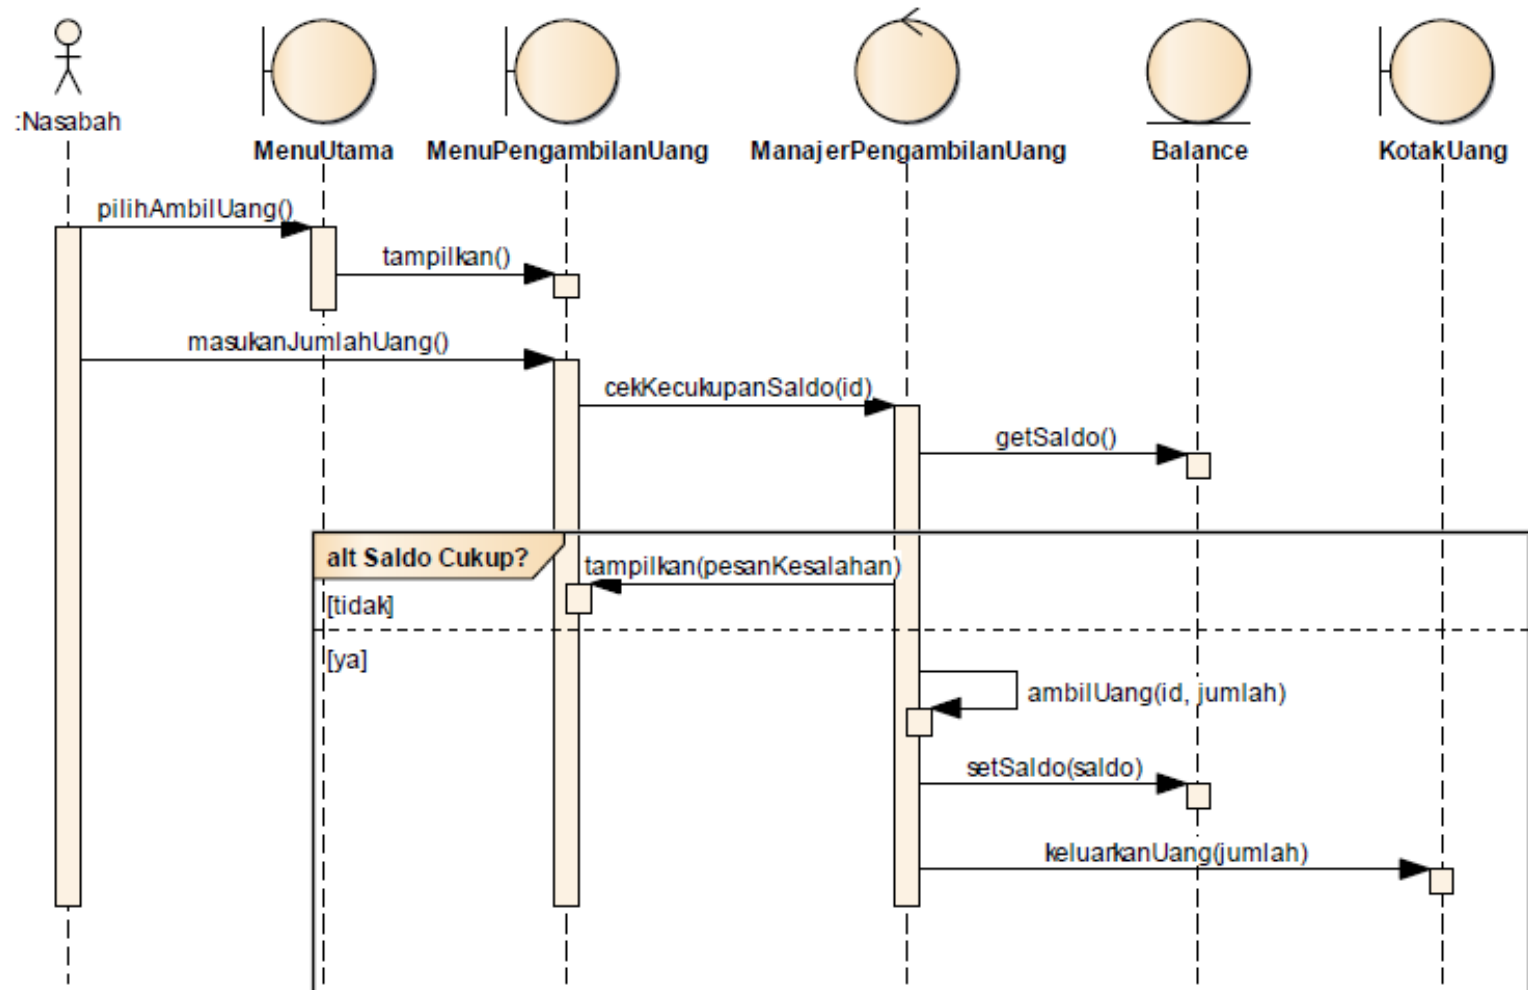 :Nasabah
MenuUtama
MenuPengambilanUang
ManajerPengambilanUang
Balance
KotakUang
pilihAmbilUang()
tampilkan()
masukanJumlahUang()
cekKecukupanSaldo(id)
getSaldo()
alt Saldo Cukup?
tampilkan(pesanKesalahan)
[tidak]
[ya]
ambilUang(id, jumlah)
setSaldo(saldo)
keluarkanUang(jumlah)